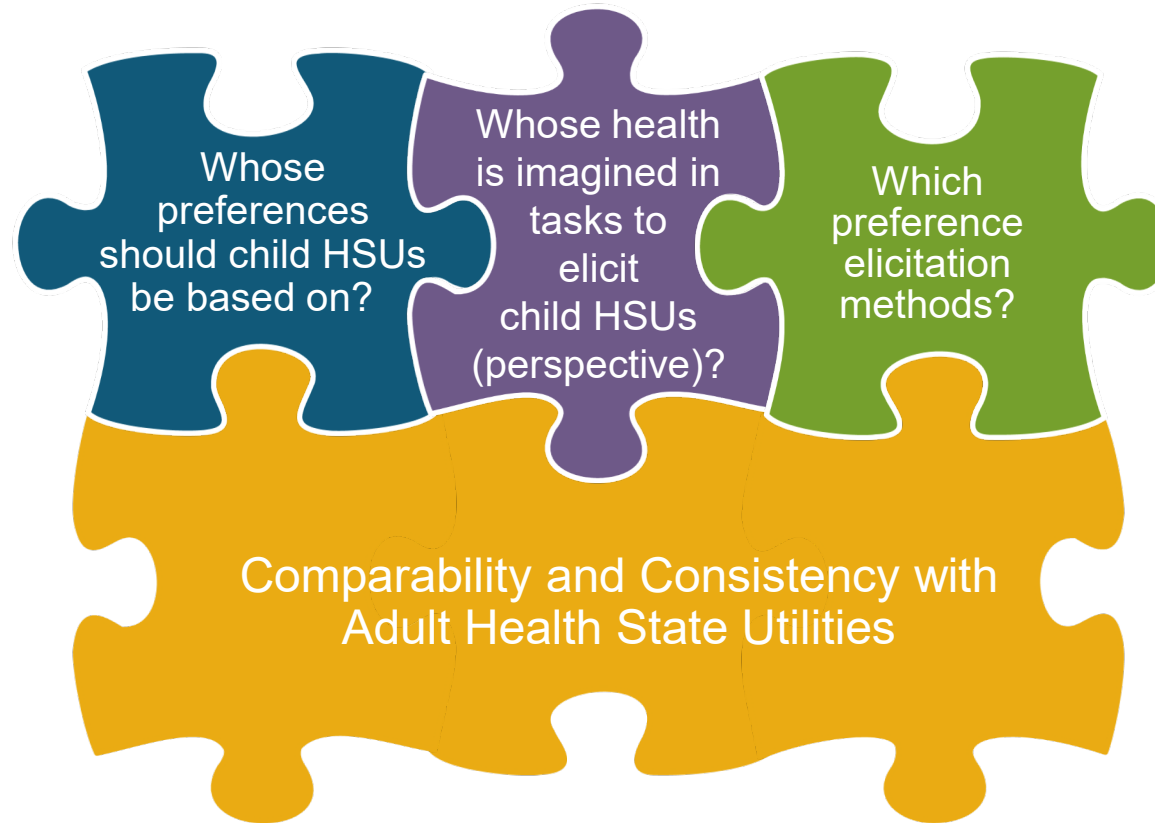 Whose
preferences
should child HSUs
be based on?
Whose health
is imagined in
tasks to
elicit
child HSUs
(perspective)?
Which
preference
elicitation
methods?
Comparability and Consistency with
Adult Health State Utilities